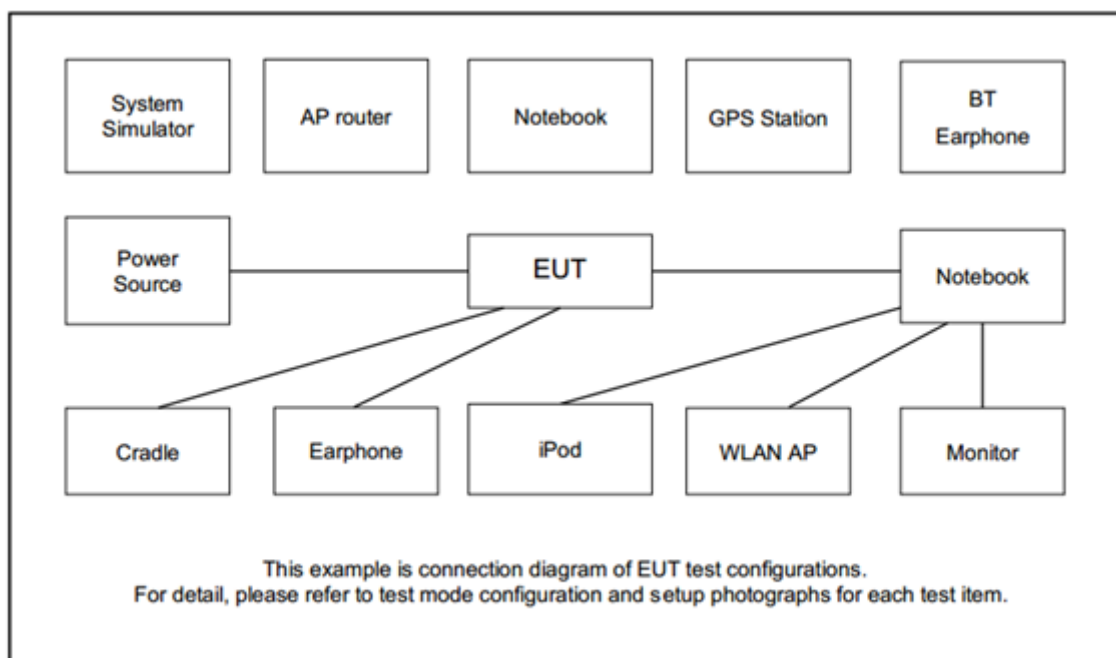 System
Simulator
AP router
Notebook
GPS Station
BT
Earphone
Power
Source
EUT
Notebook
Cradle
Earphone
iPod
WLAN AP
Monitor
This example is connection diagram of EUT test configurations.
For detail, please refer to test mode configuration and setup photographs for each test item.